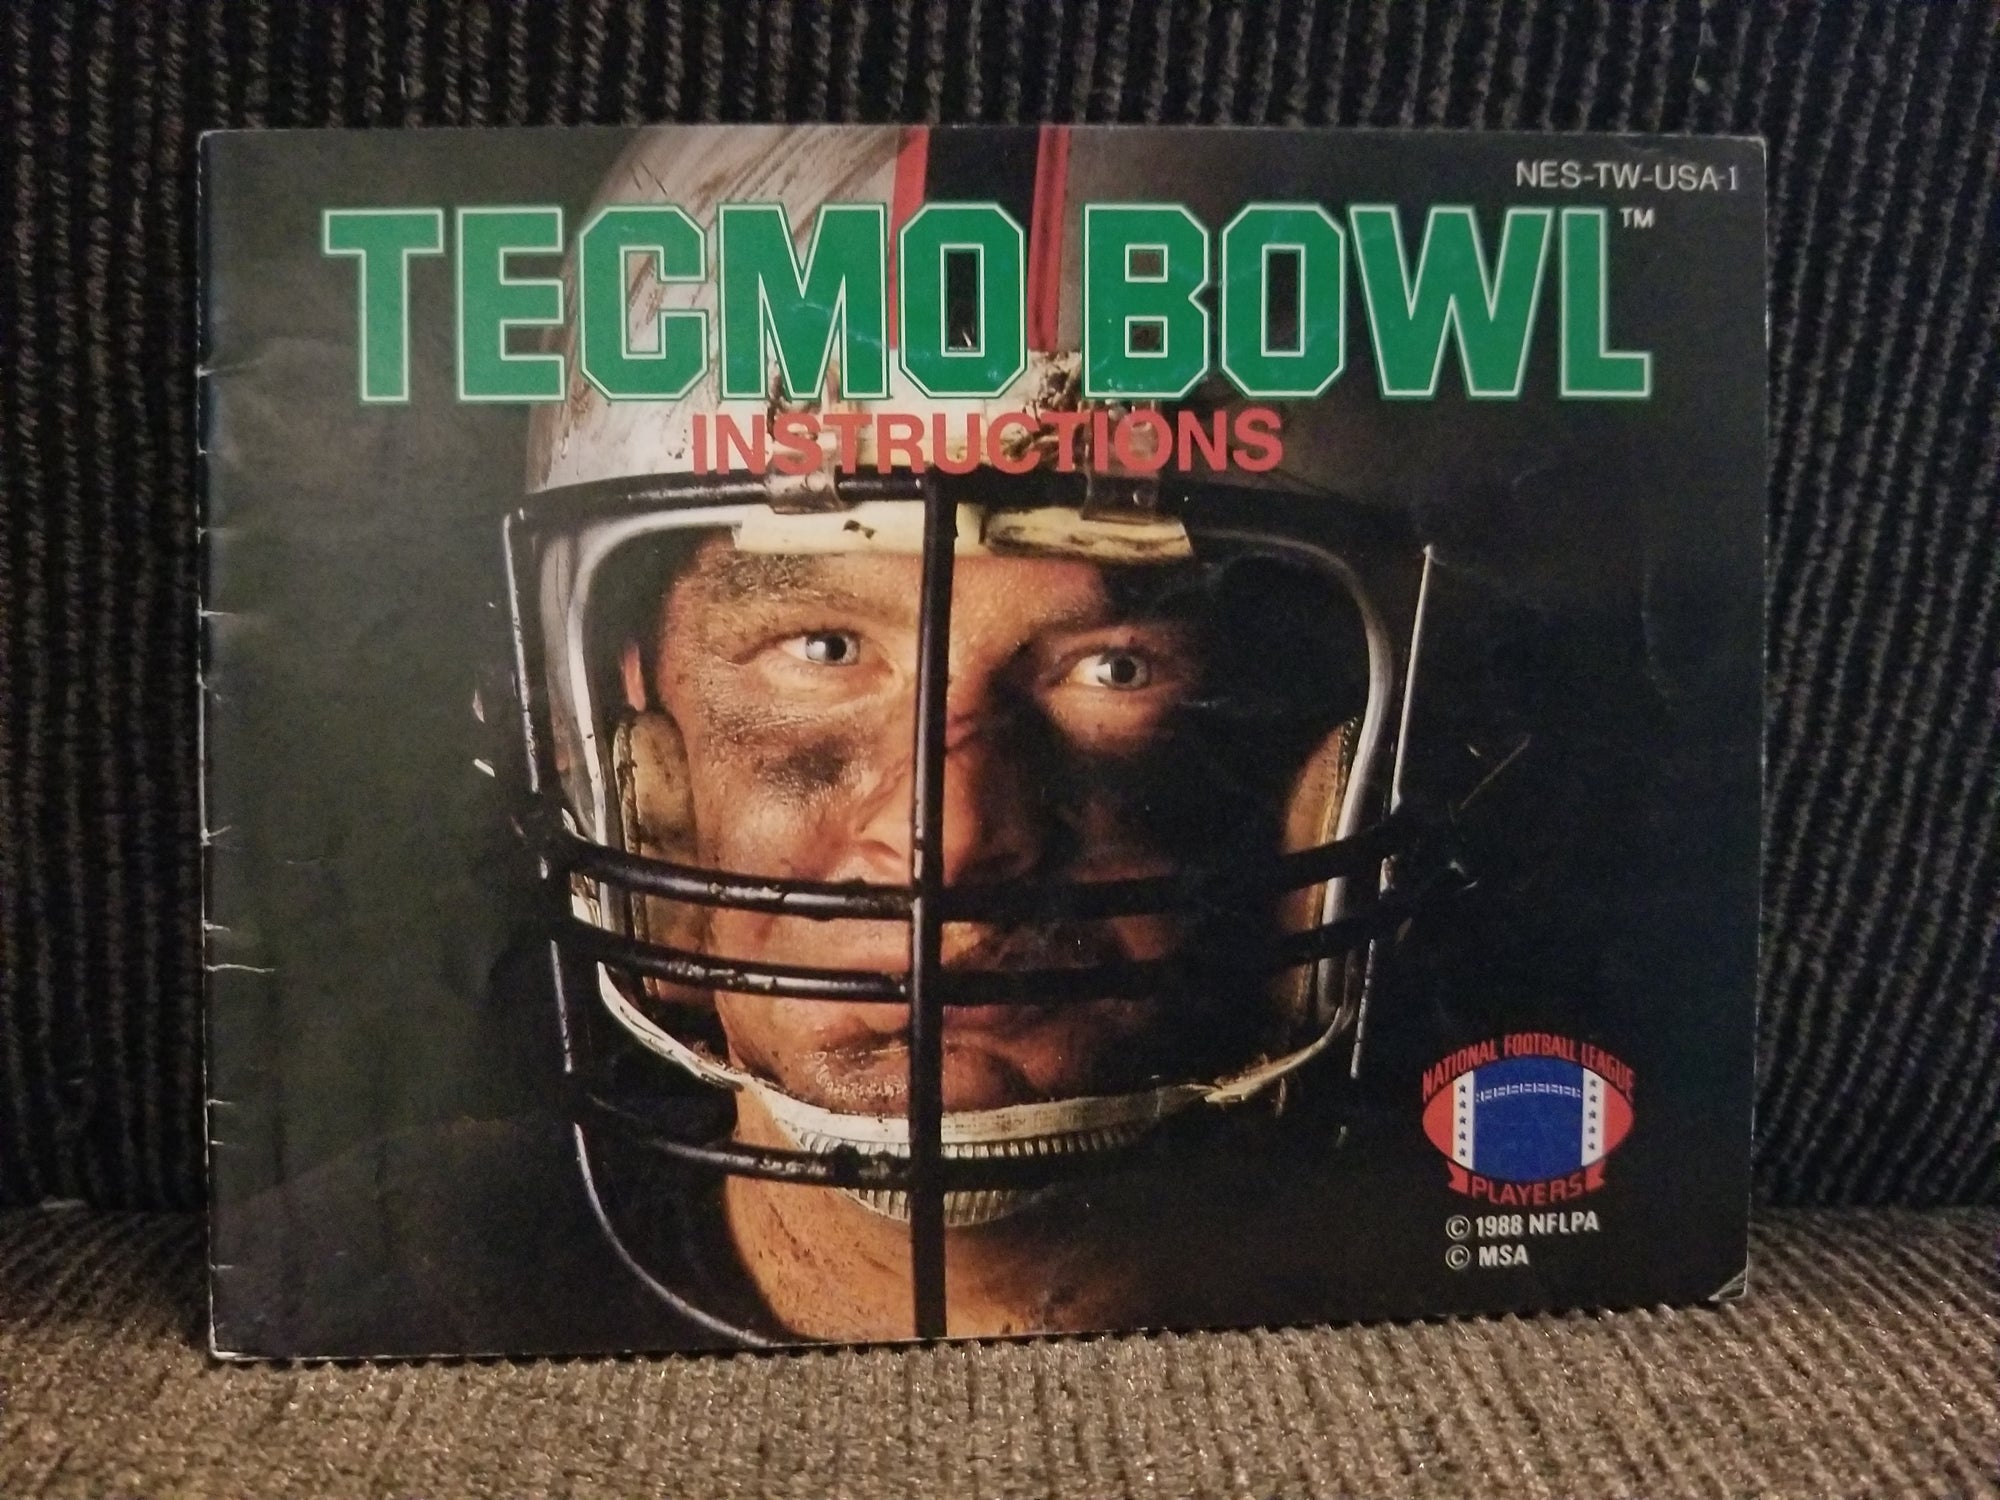 NES-TW-USA-1
TECMO BOWL™
INSTRUCTIONS
NATIONAL FOOTBALL LEAGUE
PLAYERS
© 1988 NFLPA
© MSA